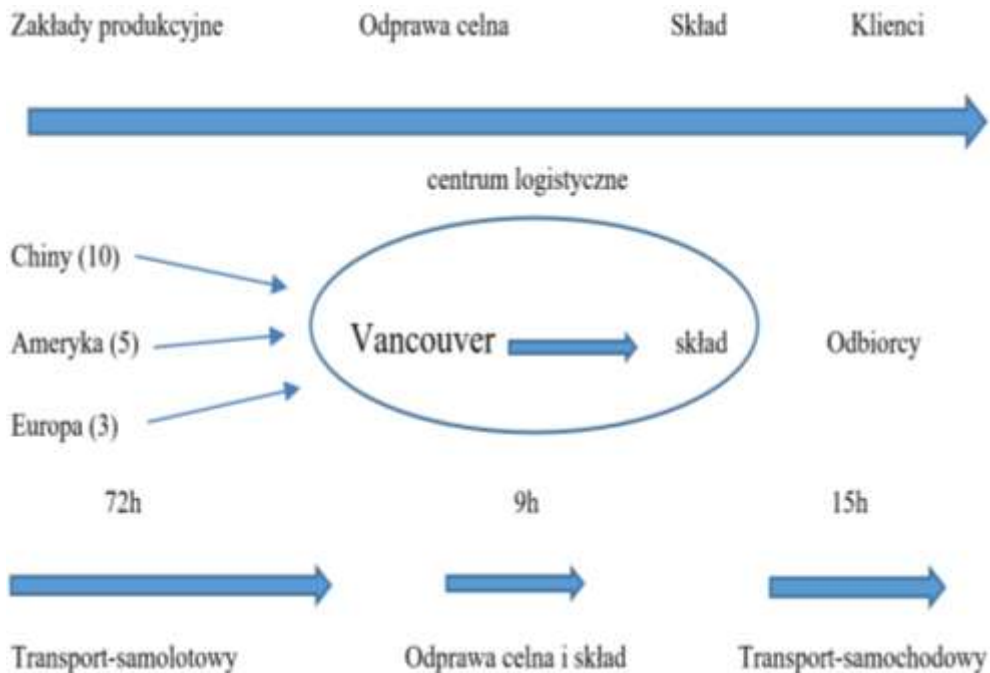 Zakłady produkcyjne Odprawa celna Skład Klienci
centrum logistyczne
Chiny (10)
Ameryka (5) Vancouver skład Odbiorcy
Europa (3)
72h 9h 15h
Transport-samolotowy Odprawa celna i skład Transport-samochodowy